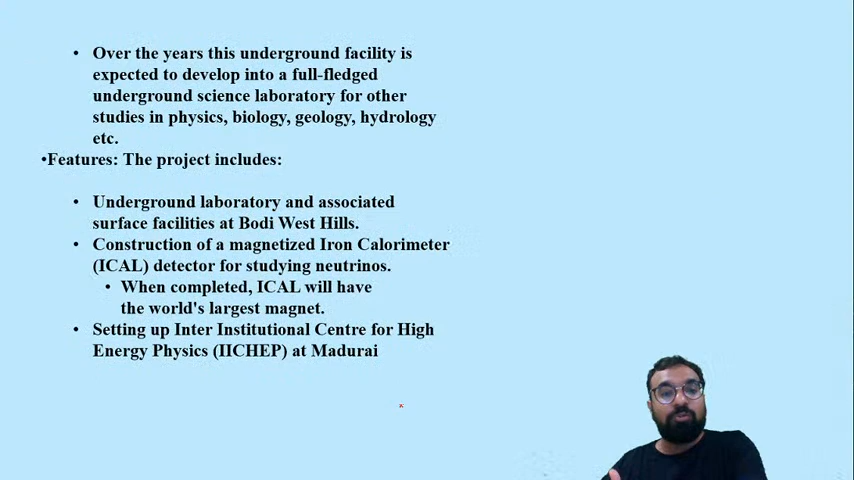 • Over the years this underground facility is
expected to develop into a full-fledged
underground science laboratory for other
studies in physics, biology, geology, hydrology
etc.
•Features: The project includes:
• Underground laboratory and associated
surface facilities at Bodi West Hills.
• Construction of a magnetized Iron Calorimeter
(ICAL) detector for studying neutrinos.
• When completed, ICAL will have
the world's largest magnet.
• Setting up Inter Institutional Centre for High
Energy Physics (IICHEP) at Madurai